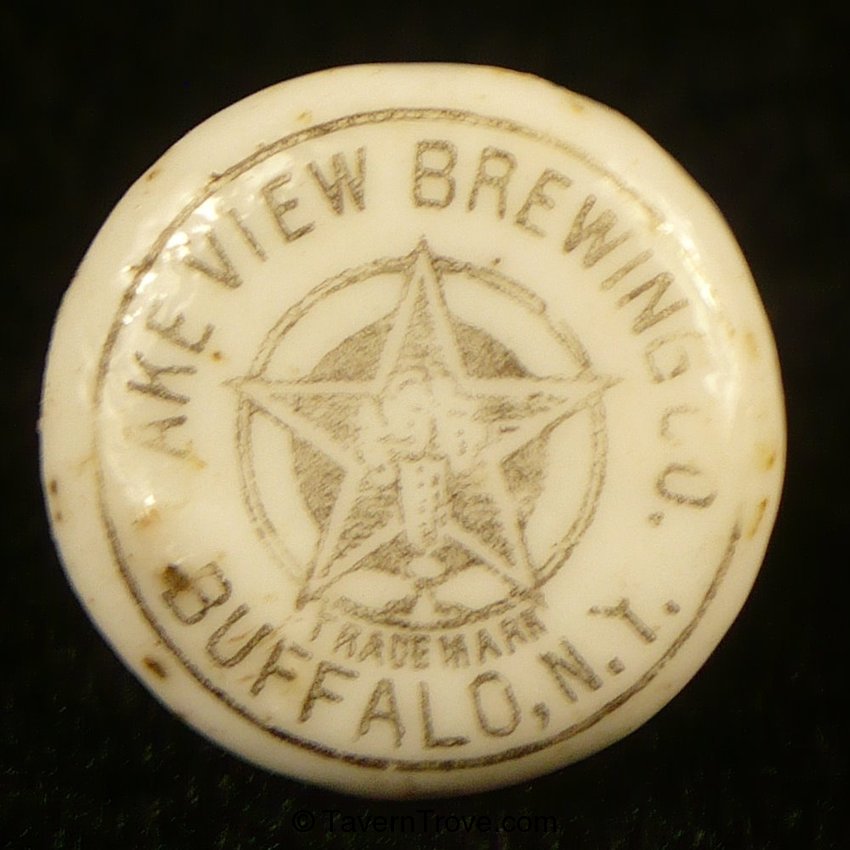 AKE VIEW BREWING CO.
TRADE MARK
BUFFALO, N.Y.
© TavernTrove.com